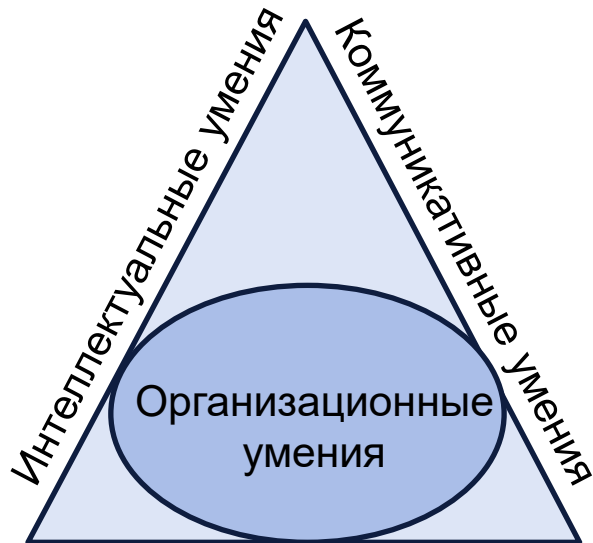 Интеллектуальные умения
Коммуникативные умения
Организационные
умения